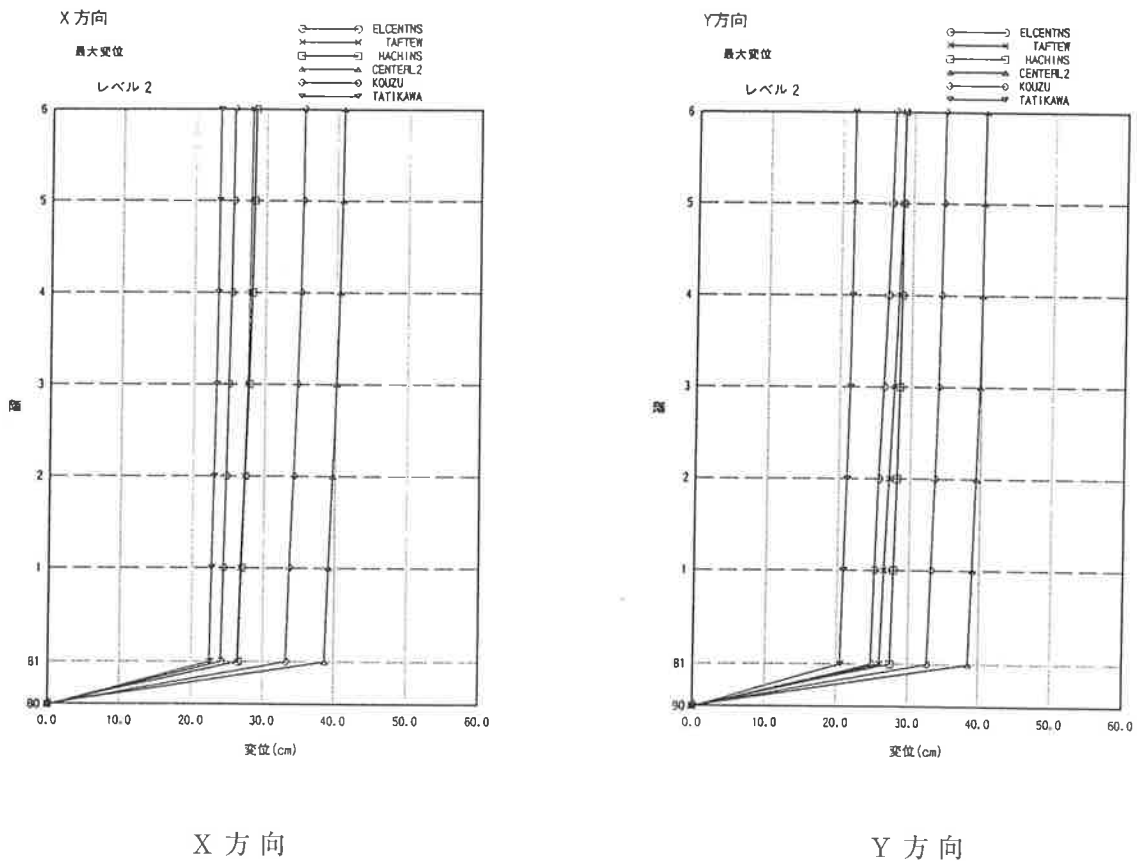 X 方向
最大変位
レベル 2
ELCENTNS
TAFTEW
HACHINS
CENTERL2
KOUZU
TATIKAWA
6
5
4
3
2
1
B1
B0
階
0.0 10.0 20.0 30.0 40.0 50.0 60.0
変位(cm)
X 方向
Y方向
最大変位
レベル 2
ELCENTNS
TAFTEW
HACHINS
CENTERL2
KOUZU
TATIKAWA
6
5
4
3
2
1
B1
B0
階
0.0 10.0 20.0 30.0 40.0 50.0 60.0
変位(cm)
Y 方向